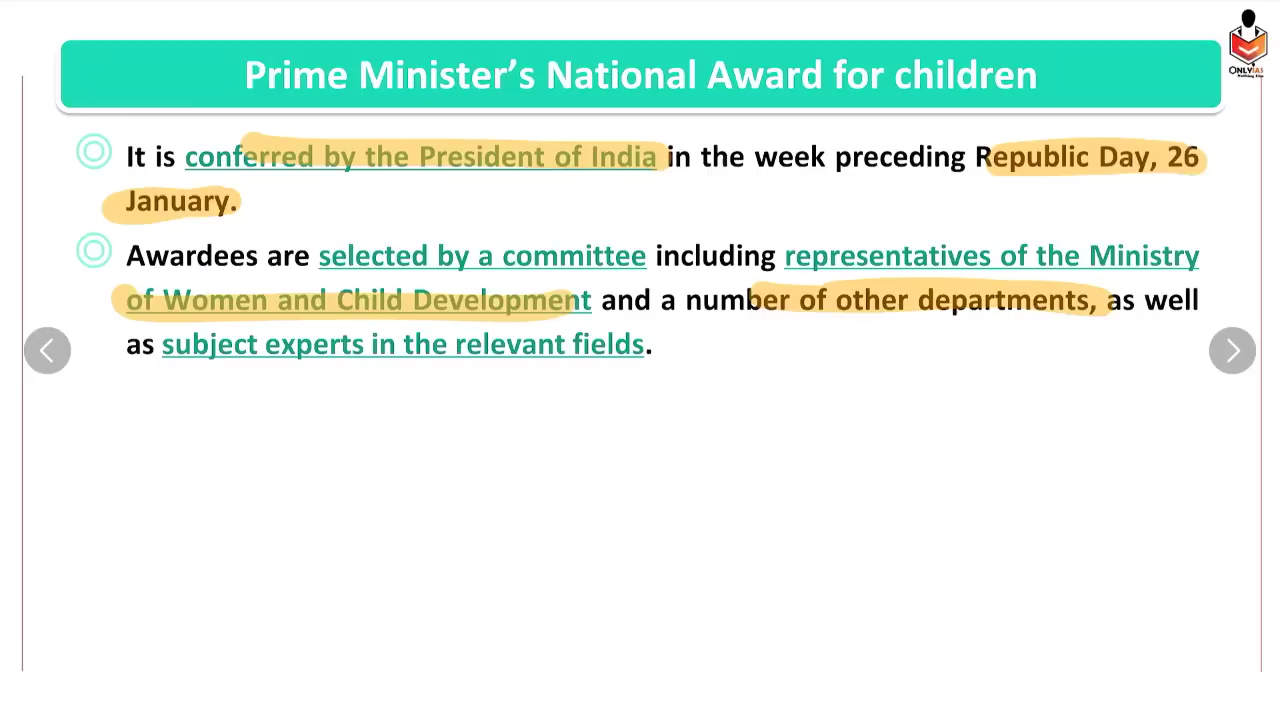 Prime Minister’s National Award for children
ONLYIAS
It is conferred by the President of India in the week preceding Republic Day, 26
January.
Awardees are selected by a committee including representatives of the Ministry
of Women and Child Development and a number of other departments, as well
as subject experts in the relevant fields.